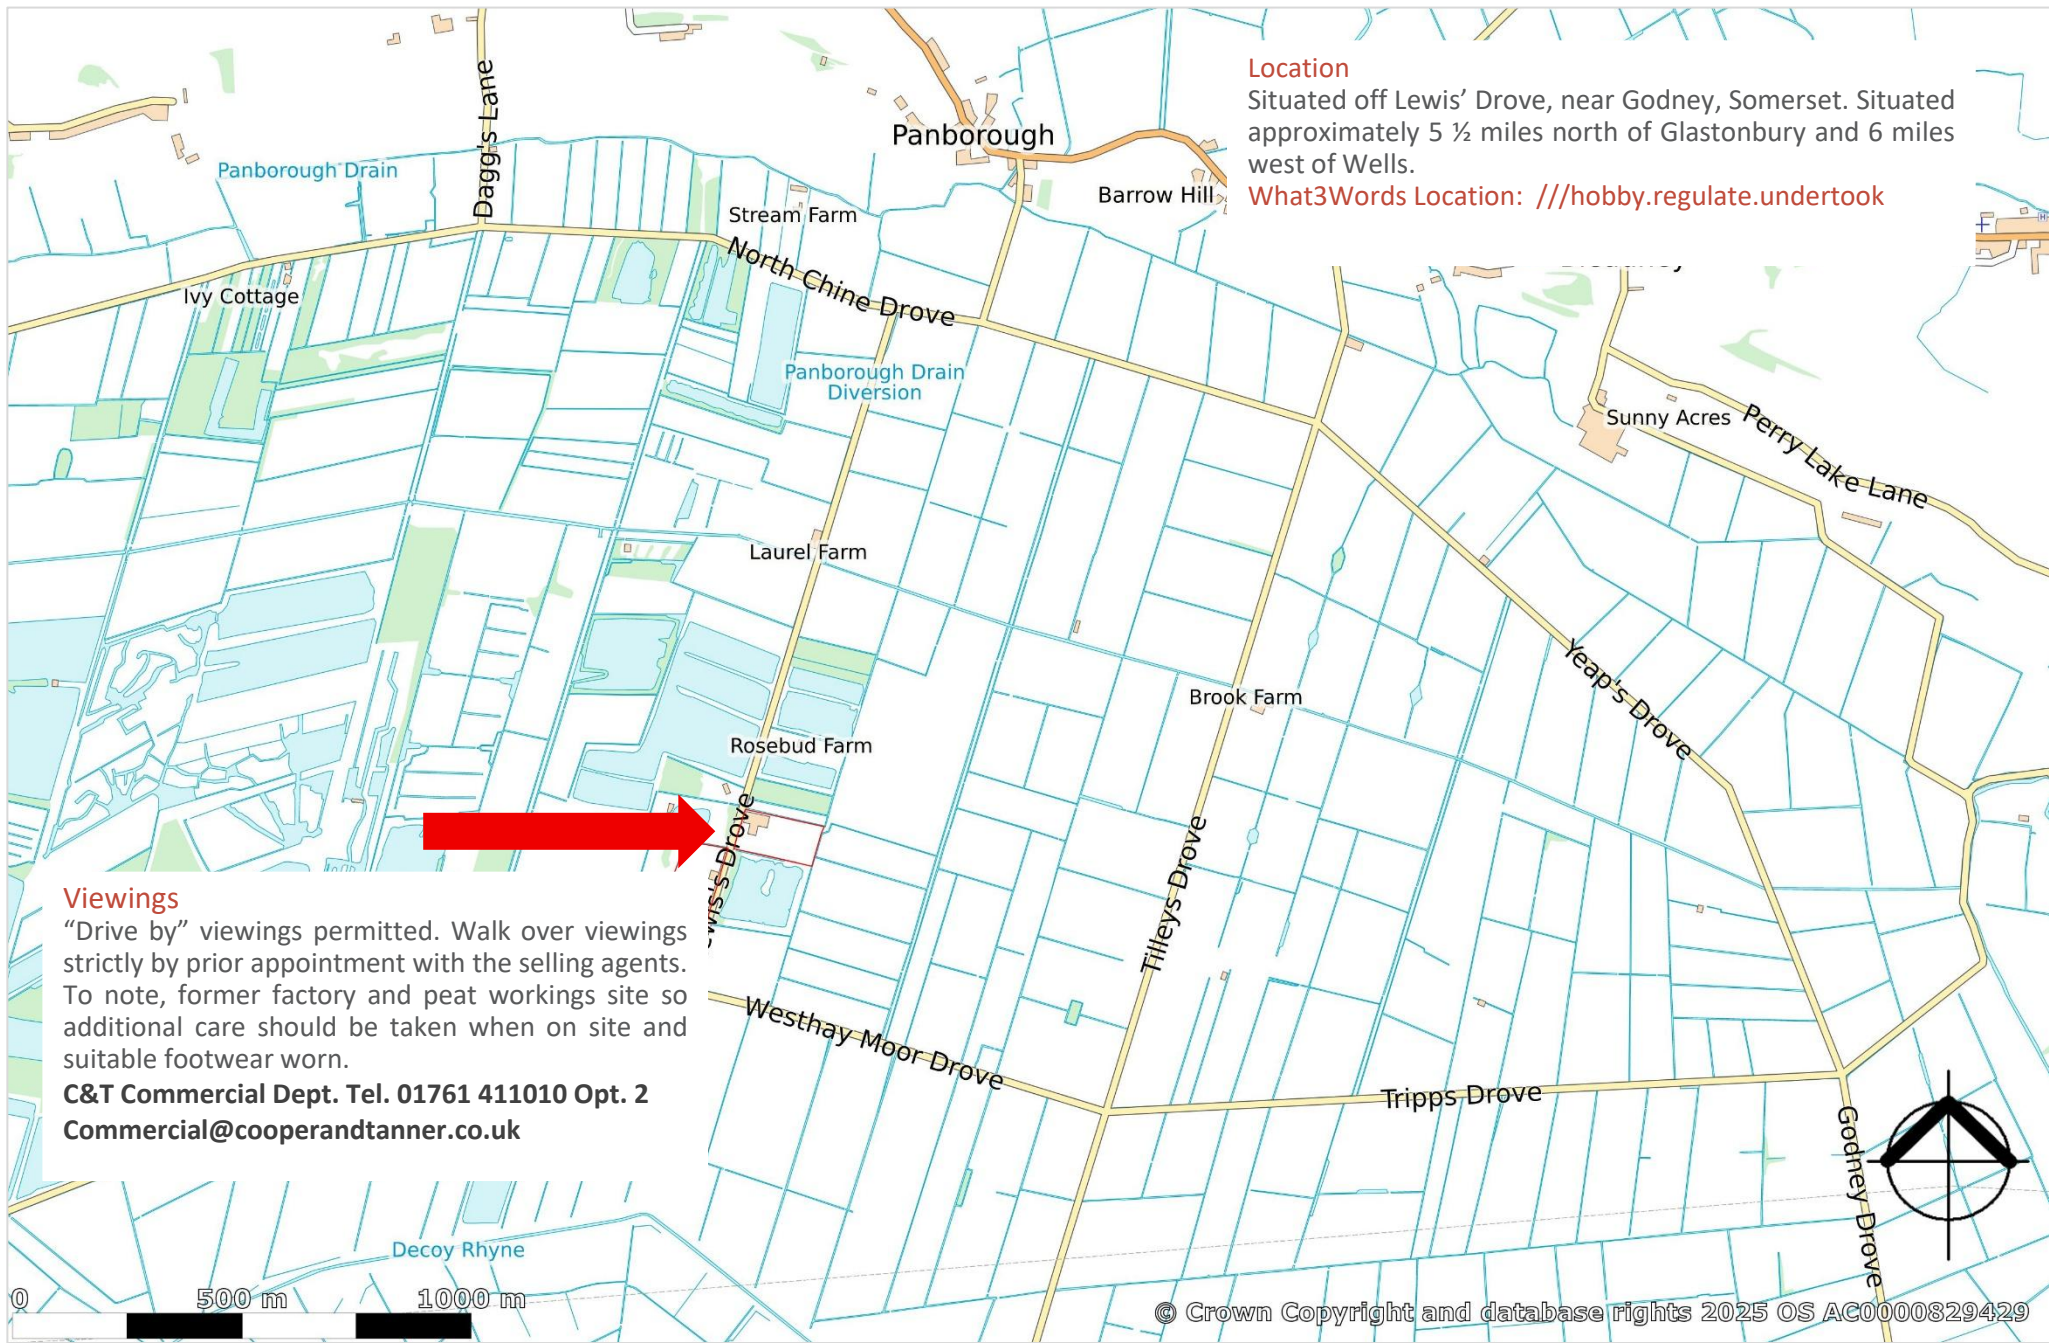 Location
Situated off Lewis’ Drove, near Godney, Somerset. Situated
approximately 5 ½ miles north of Glastonbury and 6 miles
west of Wells.
What3Words Location: ///hobby.regulate.undertook
Dagg's Lane
Panborough
Panborough Drain
Barrow Hill
Stream Farm
North Chine Drove
Ivy Cottage
Panborough Drain
Diversion
Sunny Acres
Perry Lake Lane
Laurel Farm
Yeap's Drove
Brook Farm
Rosebud Farm
Tilleys Drove
Viewings
“Drive by” viewings permitted. Walk over viewings
strictly by prior appointment with the selling agents.
To note, former factory and peat workings site so
additional care should be taken when on site and
suitable footwear worn.
C&T Commercial Dept. Tel. 01761 411010 Opt. 2
Commercial@cooperandtanner.co.uk
Drove
Westhay Moor Drove
Tripps Drove
Godney Drove
Decoy Rhyne
0 500 m 1000 m
© Crown Copyright and database rights 2025 OS AC0000829429